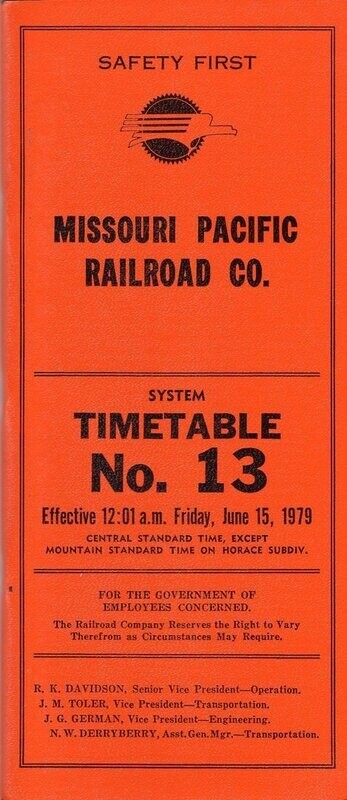 SAFETY FIRST
MISSOURI PACIFIC
RAILROAD CO.
SYSTEM
TIMETABLE
No. 13
Effective 12:01 a.m. Friday, June 15, 1979
CENTRAL STANDARD TIME, EXCEPT
MOUNTAIN STANDARD TIME ON HORACE SUBDIV.
FOR THE GOVERNMENT OF
EMPLOYEES CONCERNED.
The Railroad Company Reserves the Right to Vary
Therefrom as Circumstances May Require.
R. K. DAVIDSON, Senior Vice President—Operation.
J. M. TOLER, Vice President—Transportation.
J. G. GERMAN, Vice President—Engineering.
N. W. DERRYBERRY, Asst. Gen. Mgr.—Transportation.